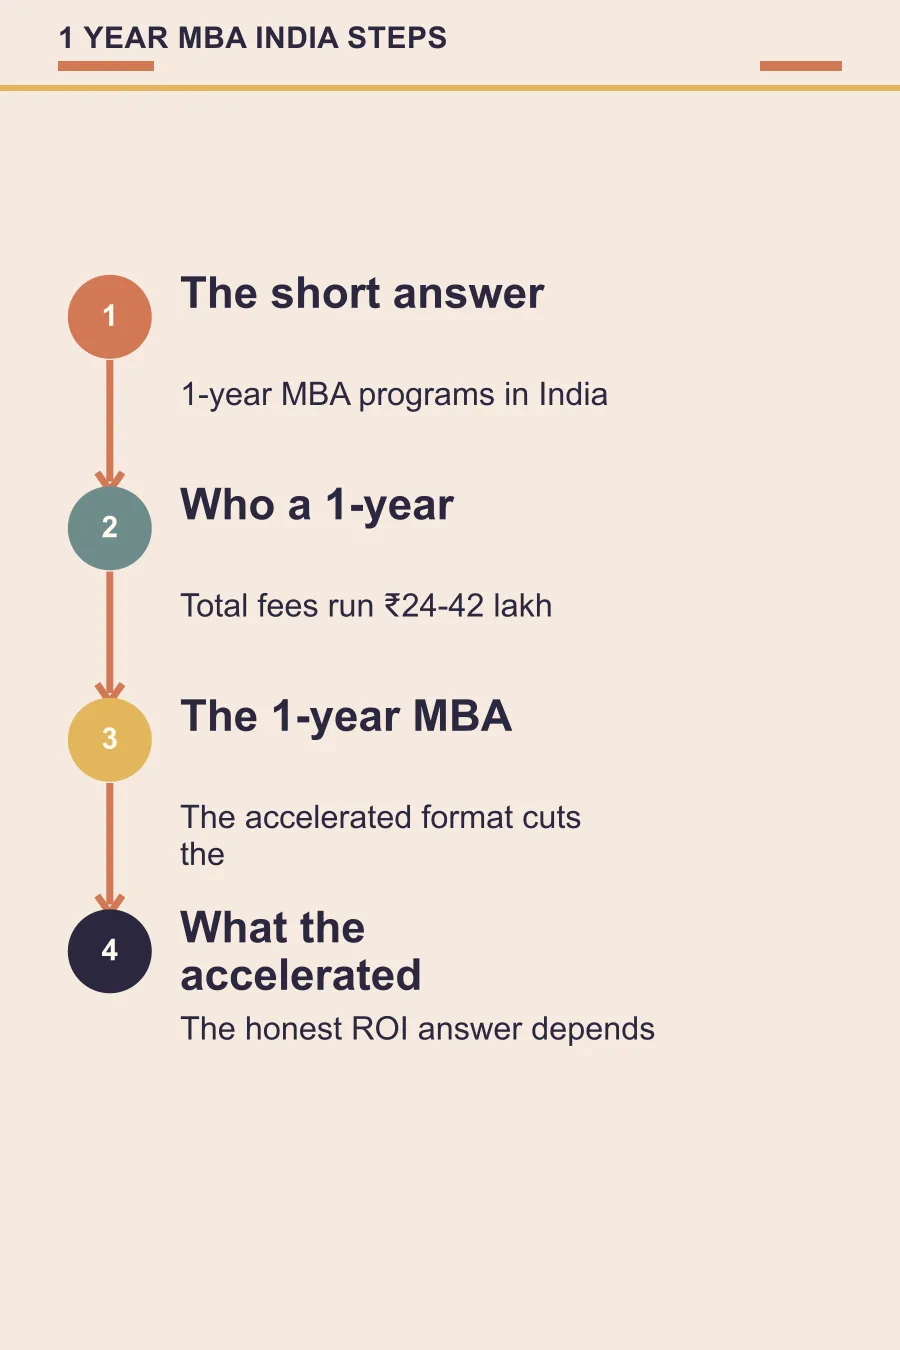 1 YEAR MBA INDIA STEPS
1
The short answer
1-year MBA programs in India
2
Who a 1-year
Total fees run ₹24-42 lakh
3
The 1-year MBA
The accelerated format cuts
the
4
What the
accelerated
The honest ROI answer depends